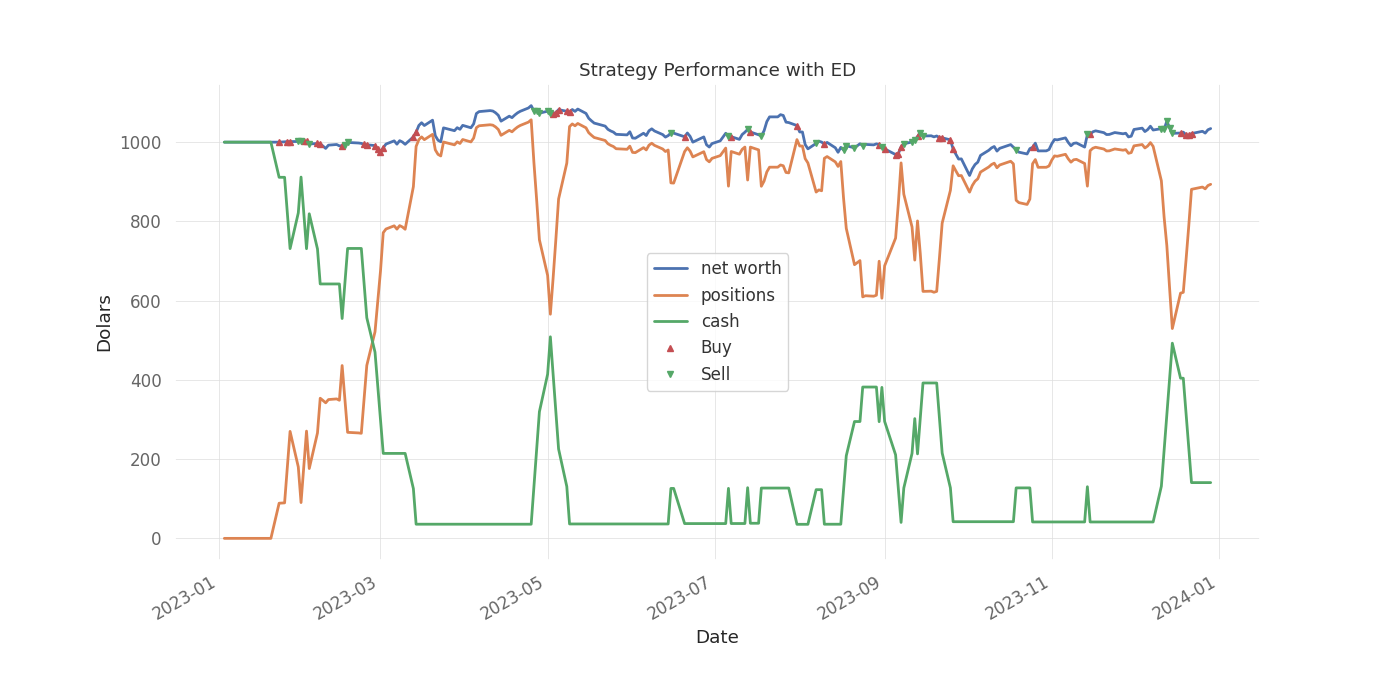 Strategy Performance with ED
Dolars
1000
800
600
400
200
0
net worth
positions
cash
Buy
Sell
2023-01
2023-03
2023-05
2023-07
2023-09
2023-11
2024-01
Date